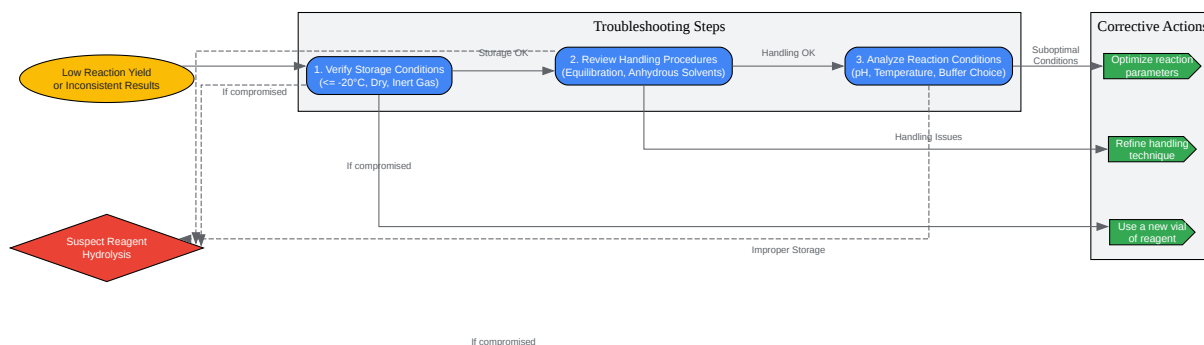 Troubleshooting Steps
Corrective Actions
Low Reaction Yield
or Inconsistent Results
1. Verify Storage Conditions
(<= -20°C, Dry, Inert Gas)
Storage OK
2. Review Handling Procedures
(Equilibration, Anhydrous Solvents)
Handling OK
3. Analyze Reaction Conditions
(pH, Temperature, Buffer Choice)
Suboptimal
Conditions
Optimize reaction
parameters
If compromised
Handling Issues
Refine handling
technique
If compromised
Use a new vial
of reagent
Suspect Reagent
Hydrolysis
Improper Storage
If compromised